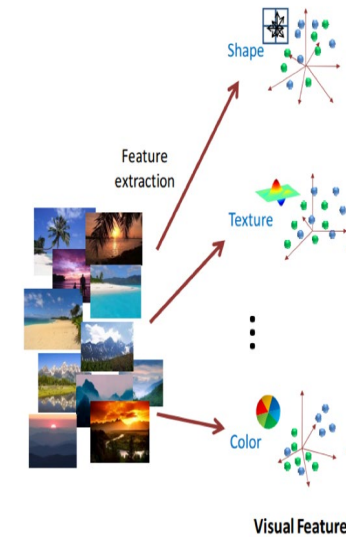 Shape
Feature
extraction
Texture
Color
Visual Feature